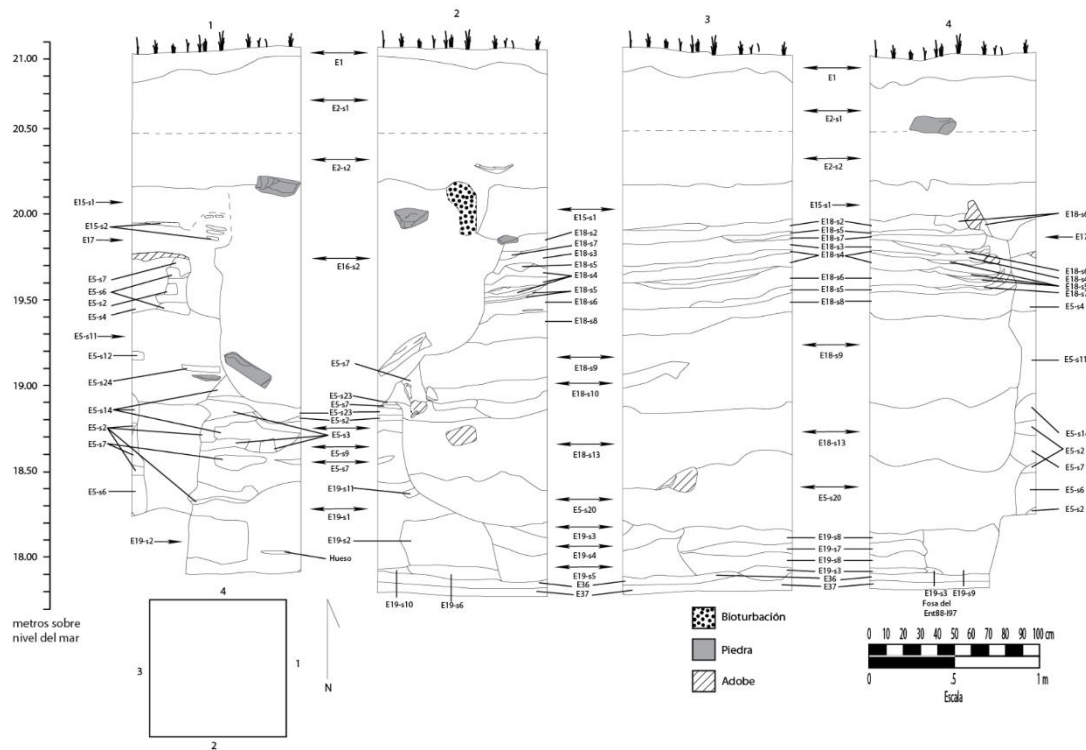 1
2
3
4
21.00
20.50
20.00
19.50
19.00
18.50
18.00
metros sobre
nivel del mar
E15-s1
E15-s2
E17
E5-s7
E5-s6
E5-s2
E5-s4
E5-s11
E5-s12
E5-s24
E5-s14
E5-s2
E5-s7
E5-s6
E19-s2
Hueso
E1
E2-s1
E2-s2
E16-s2
E5-s7
E5-s23
E5-s7
E5-s23
E5-s2
E5-s3
E5-s9
E5-s7
E19-s11
E19-s1
E19-s2
E19-s10
E19-s6
E15-s1
E18-s2
E18-s7
E18-s3
E18-s5
E18-s4
E18-s5
E18-s6
E18-s8
E18-s9
E18-s10
E18-s13
E5-s20
E19-s3
E19-s4
E19-s5
E36
E37
E1
E2-s1
E2-s2
E15-s1
E18-s2
E18-s5
E18-s7
E18-s3
E18-s4
E18-s6
E18-s5
E18-s8
E18-s9
E18-s13
E5-s20
E19-s8
E19-s7
E19-s8
E19-s3
E36
E37
E19-s3
E19-s9
Fosa del
Ent88-I97
E17
E5-s4
E5-s11
E5-s2
E5-s7
E5-s6
E5-s2
4
3
1
2
N
Bioturbación
Piedra
Adobe
0 10 20 30 40 50 60 70 80 90 100 cm
0 .5 1 m
Escala